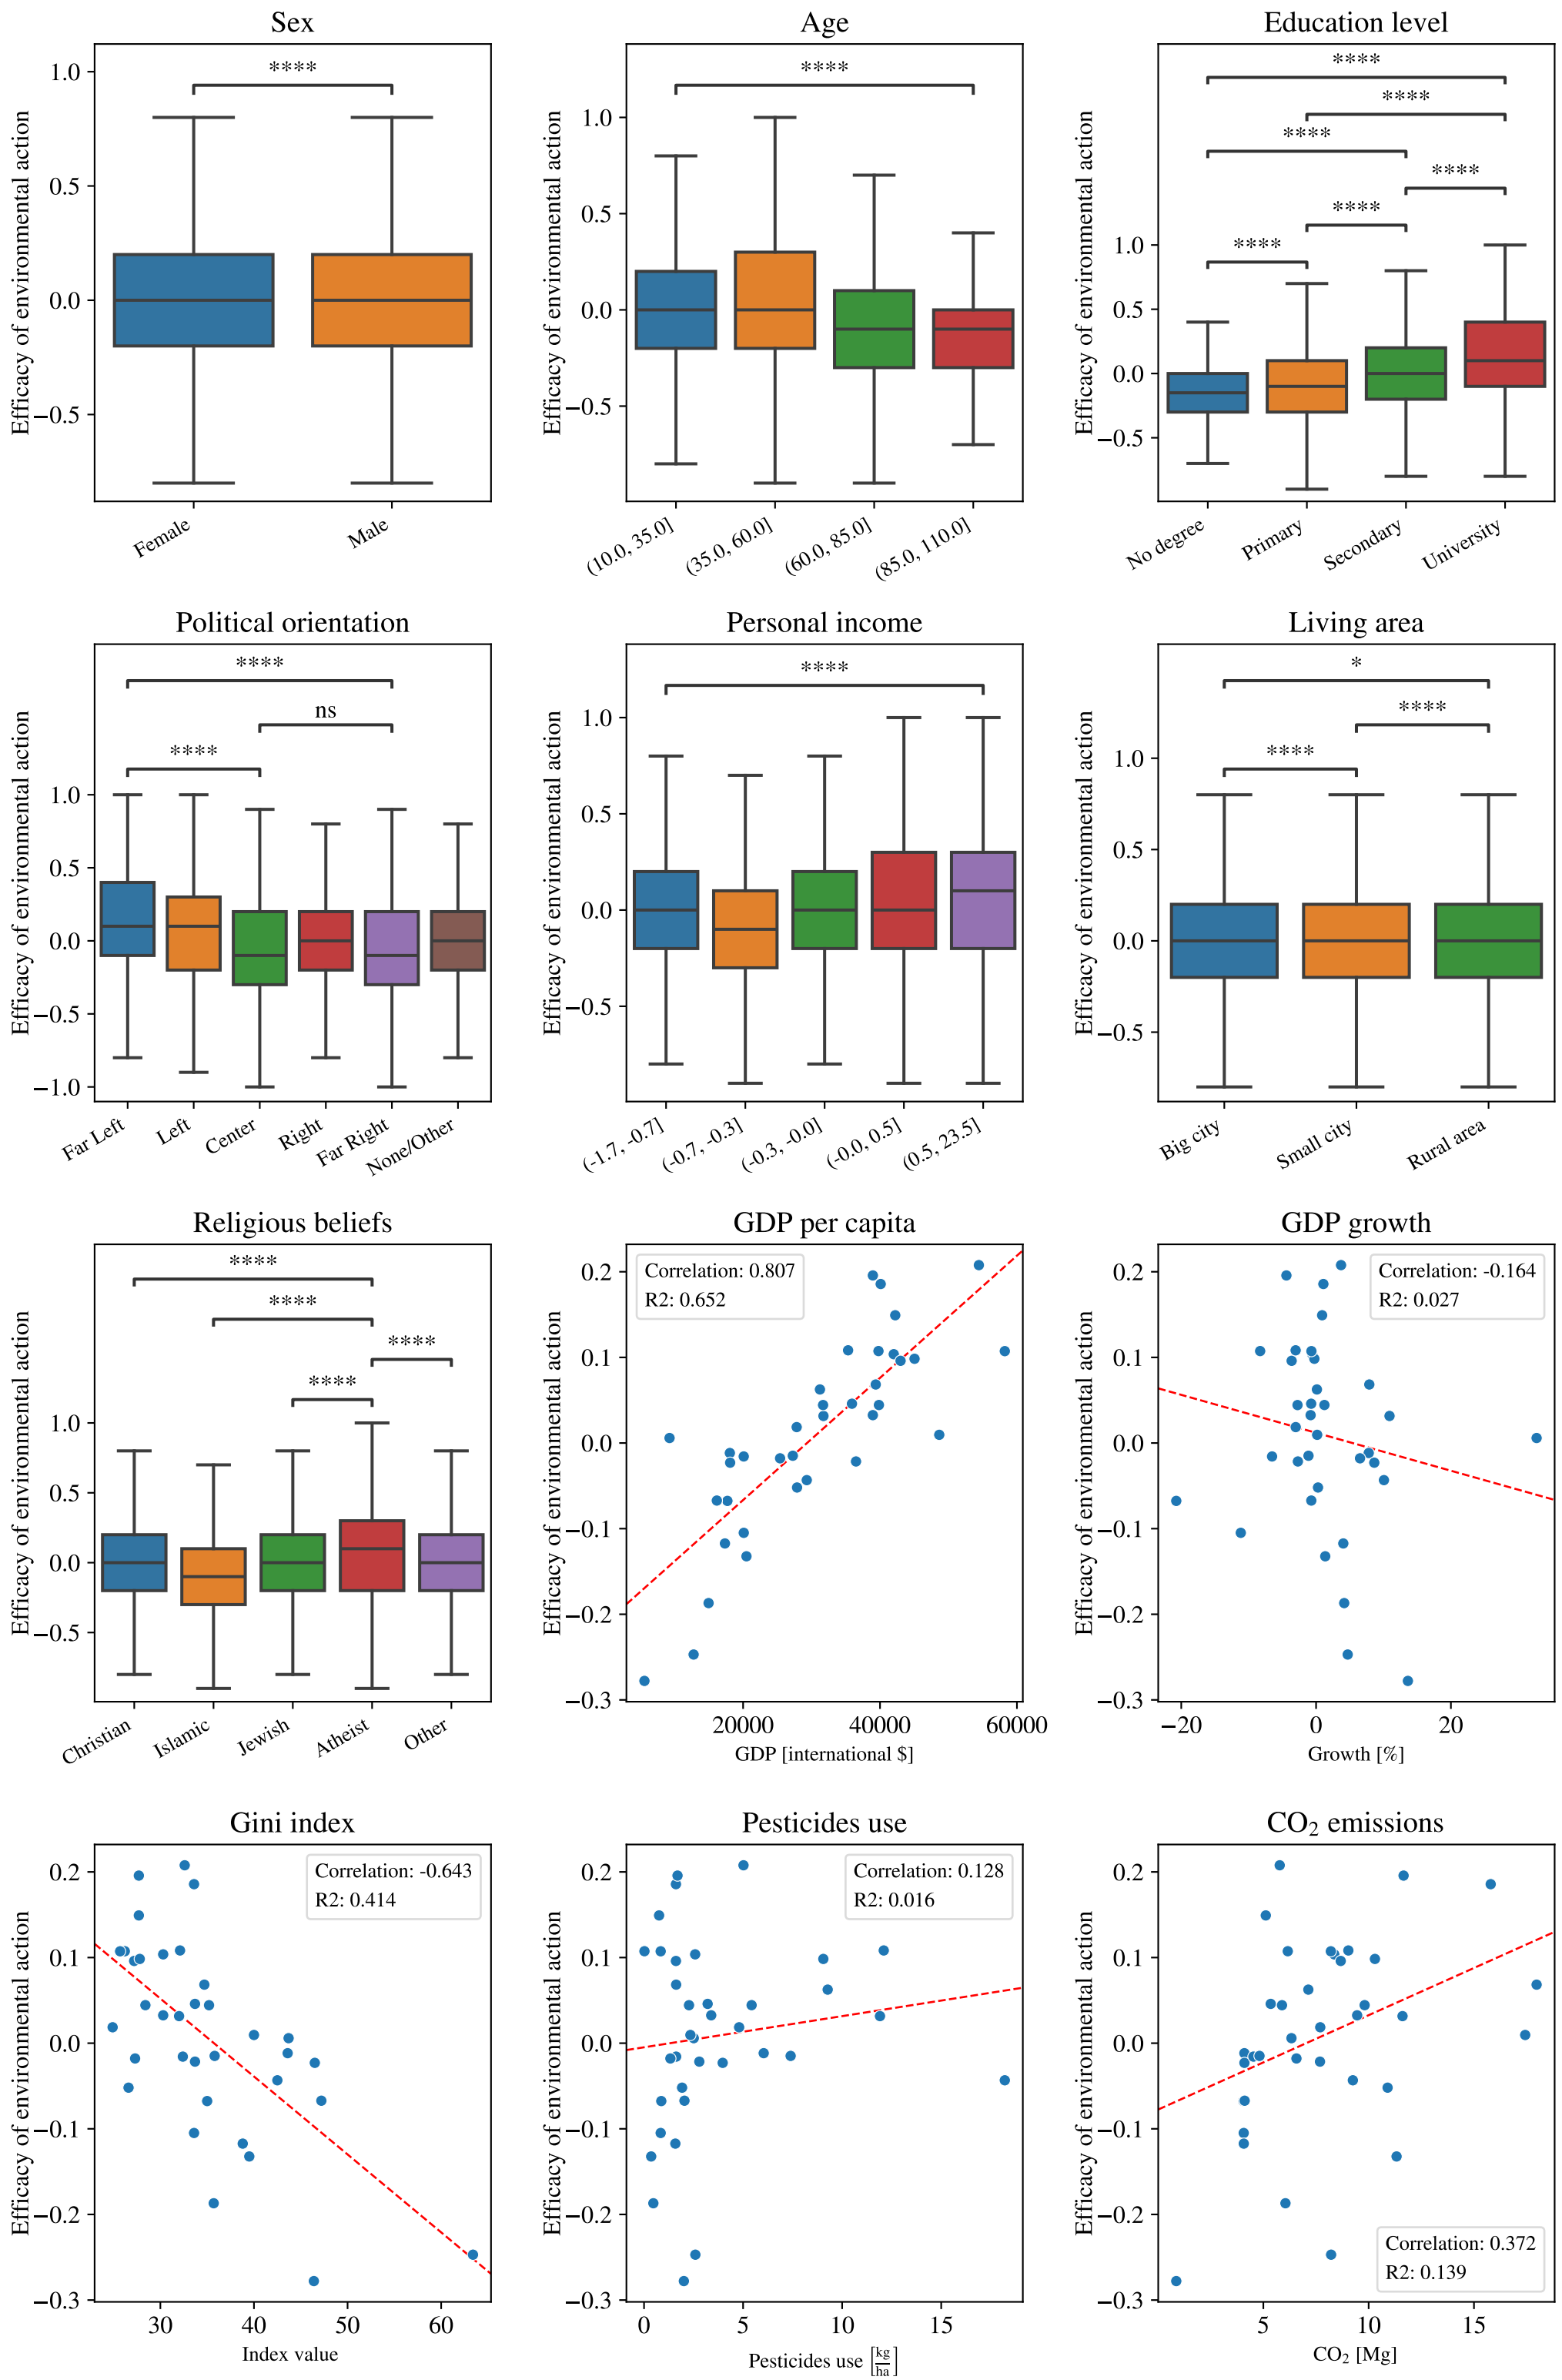 Sex
Efficacy of environmental action
1.0
0.5
0.0
−0.5
****
Female
Male
Age
Efficacy of environmental action
1.0
0.5
0.0
−0.5
****
(10.0, 35.0]
(35.0, 60.0]
(60.0, 85.0]
(85.0, 110.0]
Education level
Efficacy of environmental action
1.0
0.5
0.0
−0.5
****
****
****
****
****
****
No degree
Primary
Secondary
University
Political orientation
Efficacy of environmental action
1.0
0.5
0.0
−0.5
−1.0
****
ns
****
Far Left
Left
Center
Right
Far Right
None/Other
Personal income
Efficacy of environmental action
1.0
0.5
0.0
−0.5
****
(-1.7, -0.7]
(-0.7, -0.3]
(-0.3, -0.0]
(-0.0, 0.5]
(0.5, 23.5]
Living area
Efficacy of environmental action
1.0
0.5
0.0
−0.5
*
****
****
Big city
Small city
Rural area
Religious beliefs
Efficacy of environmental action
1.0
0.5
0.0
−0.5
****
****
****
****
Christian
Islamic
Jewish
Atheist
Other
GDP per capita
Efficacy of environmental action
0.2
0.1
0.0
−0.1
−0.2
−0.3
Correlation: 0.807
R2: 0.652
20000 40000 60000
GDP [international $]
GDP growth
Efficacy of environmental action
0.2
0.1
0.0
−0.1
−0.2
−0.3
Correlation: -0.164
R2: 0.027
−20 0 20
Growth [%]
Gini index
Efficacy of environmental action
0.2
0.1
0.0
−0.1
−0.2
−0.3
Correlation: -0.643
R2: 0.414
30 40 50 60
Index value
Pesticides use
Efficacy of environmental action
0.2
0.1
0.0
−0.1
−0.2
−0.3
Correlation: 0.128
R2: 0.016
0 5 10 15
Pesticides use [kg/ha]
CO₂ emissions
Efficacy of environmental action
0.2
0.1
0.0
−0.1
−0.2
−0.3
Correlation: 0.372
R2: 0.139
5 10 15
CO₂ [Mg]